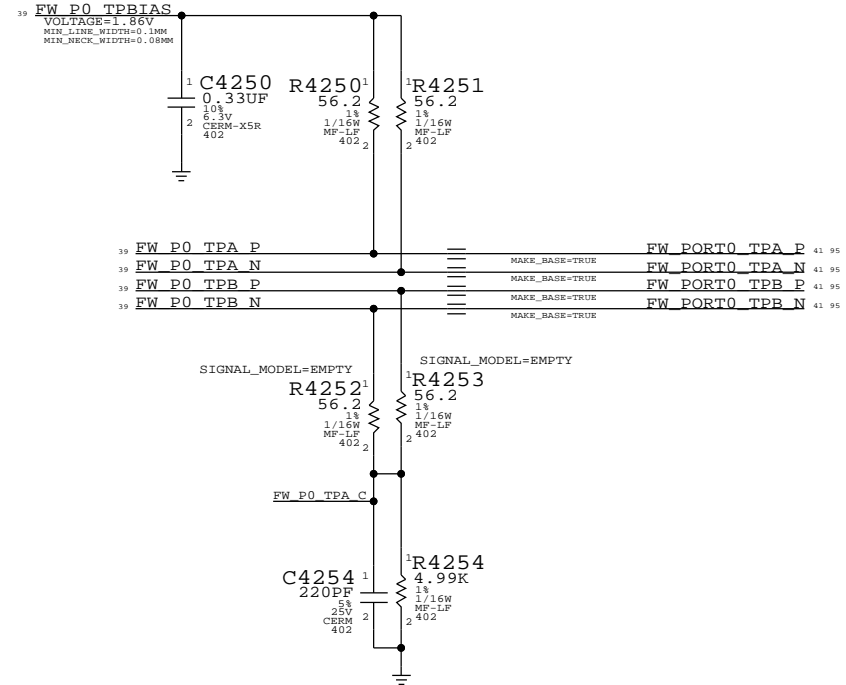 39 FW_P0_TPBIAS
VOLTAGE=1.86V
MIN_LINE_WIDTH=0.1MM
MIN_NECK_WIDTH=0.08MM
1 C4250
0.33UF
10%
6.3V
2 CERM-X5R
402
R4250 1
56.2
1%
1/16W
MF-LF
402 2
1 R4251
56.2
1%
1/16W
MF-LF
2 402
39 FW_P0_TPA_P FW_PORT0_TPA_P 41 95
MAKE_BASE=TRUE
39 FW_P0_TPA_N FW_PORT0_TPA_N 41 95
MAKE_BASE=TRUE
39 FW_P0_TPB_P FW_PORT0_TPB_P 41 95
MAKE_BASE=TRUE
39 FW_P0_TPB_N FW_PORT0_TPB_N 41 95
MAKE_BASE=TRUE
SIGNAL_MODEL=EMPTY
R4252 1
56.2
1%
1/16W
MF-LF
402 2
SIGNAL_MODEL=EMPTY
1 R4253
56.2
1%
1/16W
MF-LF
2 402
FW_P0_TPA_C
C4254 1
220PF
5%
25V 2
CERM
402
1 R4254
4.99K
1%
1/16W
MF-LF
2 402